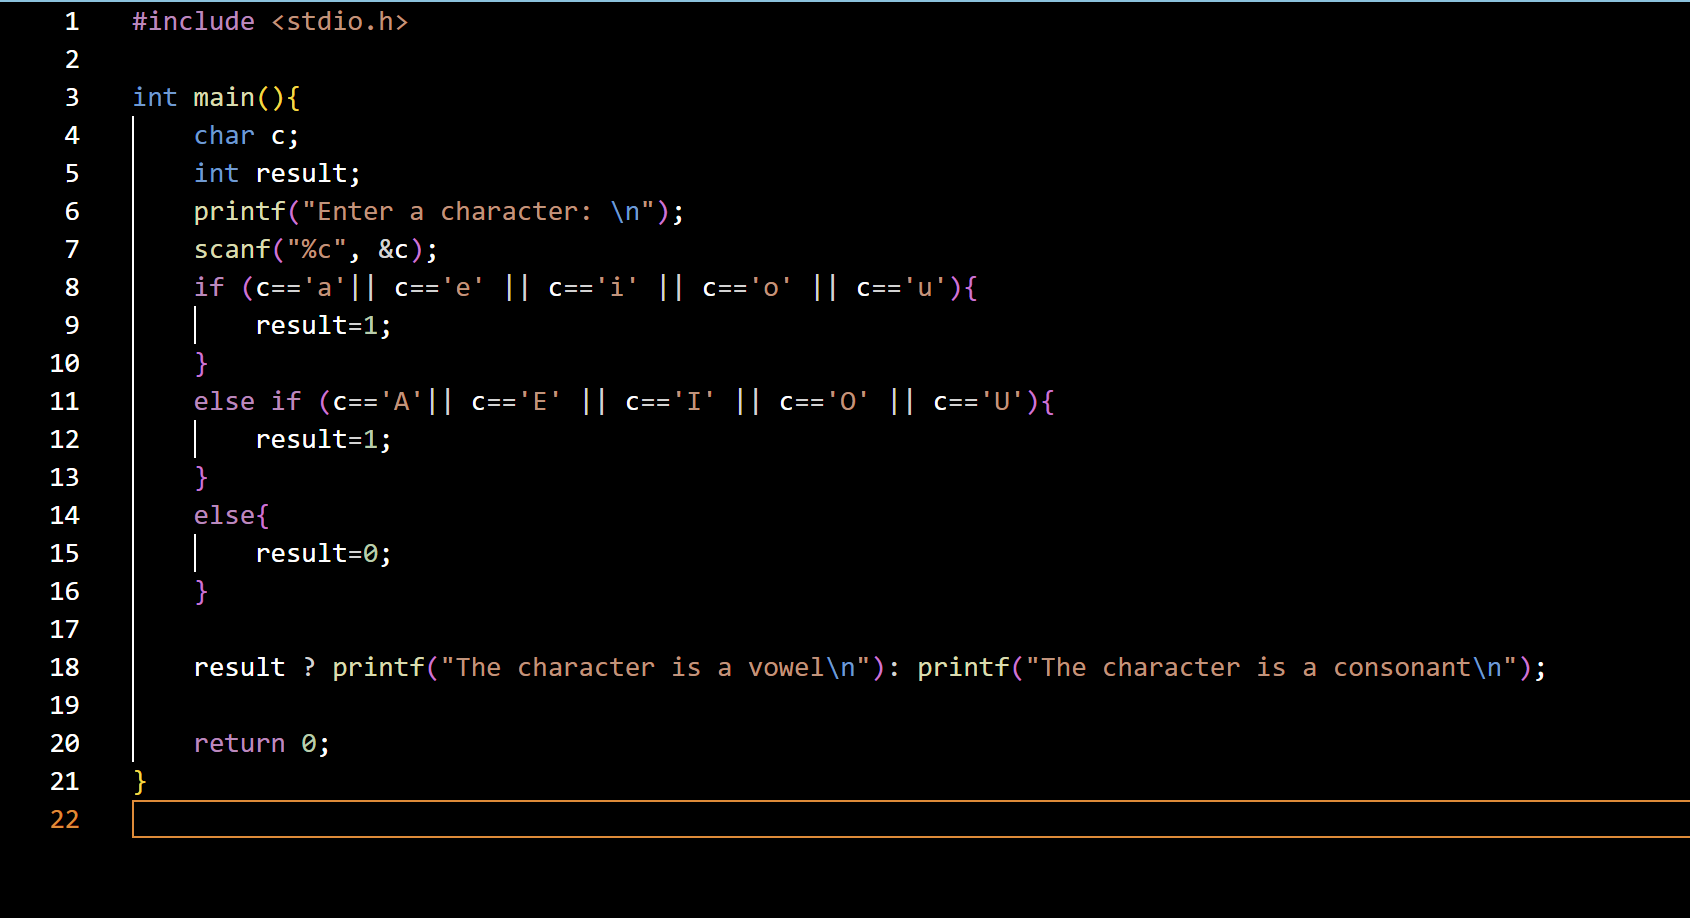 1 #include <stdio.h>
2
3 int main(){
4     char c;
5     int result;
6     printf("Enter a character: \n");
7     scanf("%c", &c);
8     if (c=='a'|| c=='e' || c=='i' || c=='o' || c=='u'){
9         result=1;
10     }
11     else if (c=='A'|| c=='E' || c=='I' || c=='O' || c=='U'){
12         result=1;
13     }
14     else{
15         result=0;
16     }
17
18     result ? printf("The character is a vowel\n"): printf("The character is a consonant\n");
19
20     return 0;
21 }
22